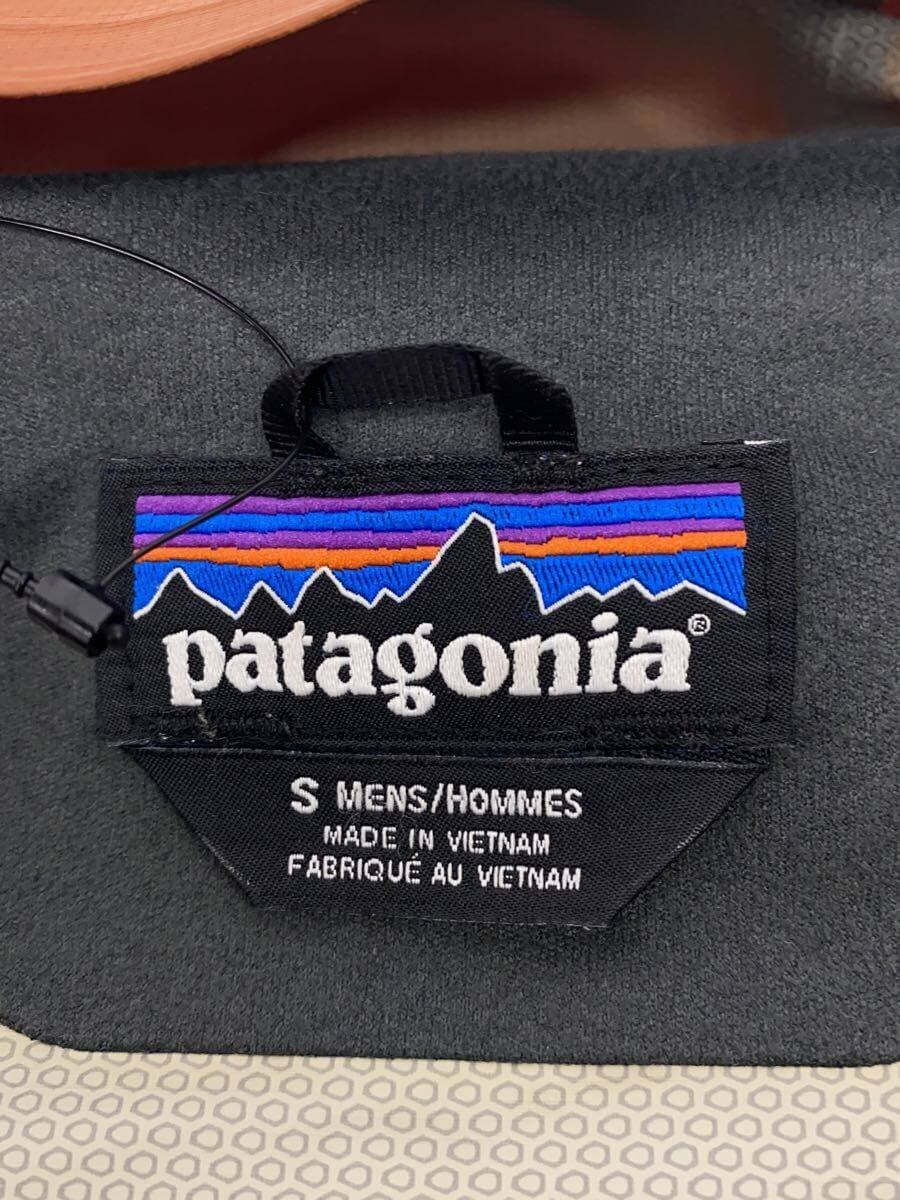 patagonia®
S MENS/HOMMES
MADE IN VIETNAM
FABRIQUÉ AU VIETNAM